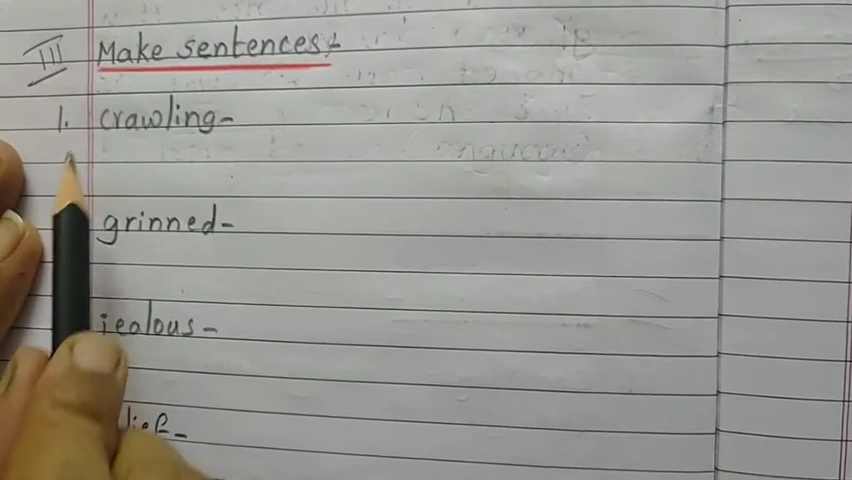 III Make sentences:
1. crawling-
grinned-
jealous-